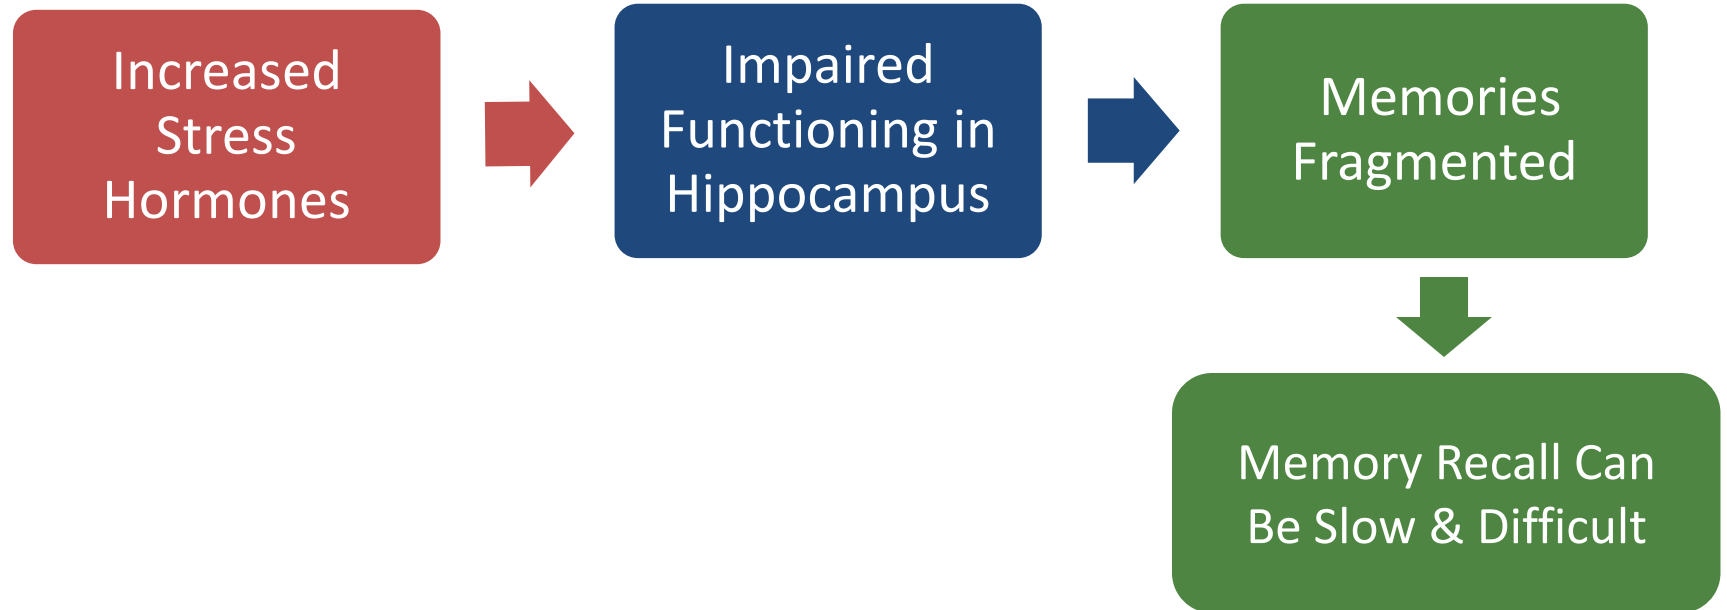 Increased
Stress
Hormones
Impaired
Functioning in
Hippocampus
Memories
Fragmented
Memory Recall Can
Be Slow & Difficult